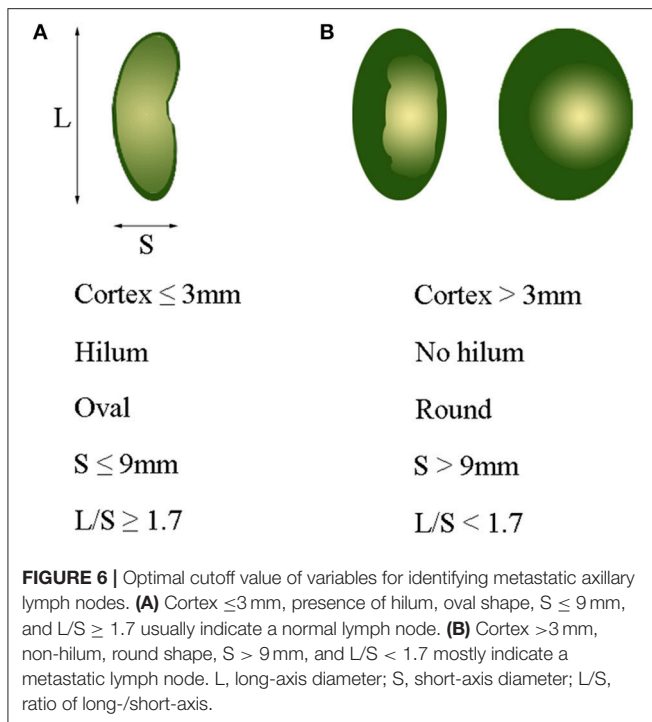 A
B
L
S
Cortex ≤ 3mm
Cortex > 3mm
Hilum
No hilum
Oval
Round
S ≤ 9mm
S > 9mm
L/S ≥ 1.7
L/S < 1.7
FIGURE 6 | Optimal cutoff value of variables for identifying metastatic axillary
lymph nodes. (A) Cortex ≤3 mm, presence of hilum, oval shape, S ≤ 9 mm,
and L/S ≥ 1.7 usually indicate a normal lymph node. (B) Cortex >3 mm,
non-hilum, round shape, S > 9 mm, and L/S < 1.7 mostly indicate a
metastatic lymph node. L, long-axis diameter; S, short-axis diameter; L/S,
ratio of long-/short-axis.